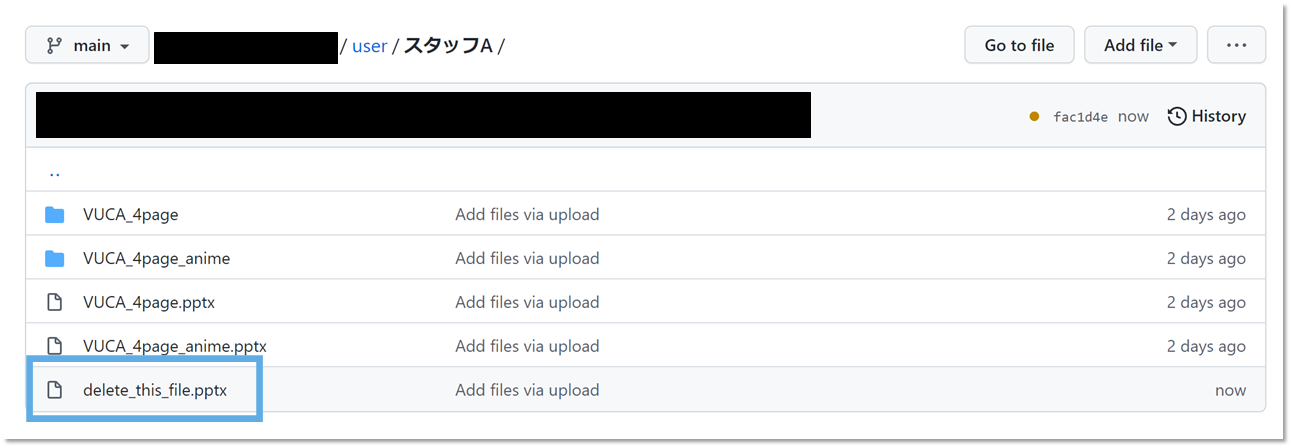 main / user / スタッフA / Go to file Add file ...
fac1d4e now History
..
VUCA_4page Add files via upload 2 days ago
VUCA_4page_anime Add files via upload 2 days ago
VUCA_4page.pptx Add files via upload 2 days ago
VUCA_4page_anime.pptx Add files via upload 2 days ago
delete_this_file.pptx Add files via upload now